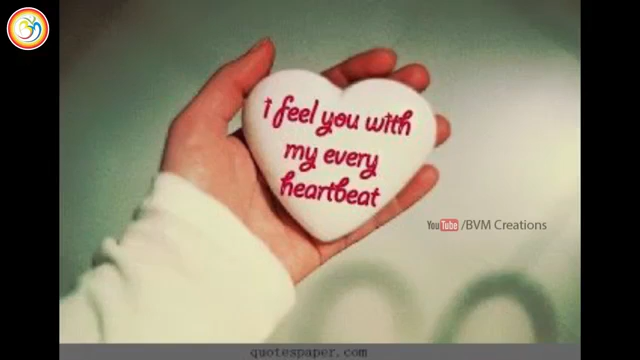 i feel you with
my every
heartbeat
YouTube /BVM Creations
quotespaper.com